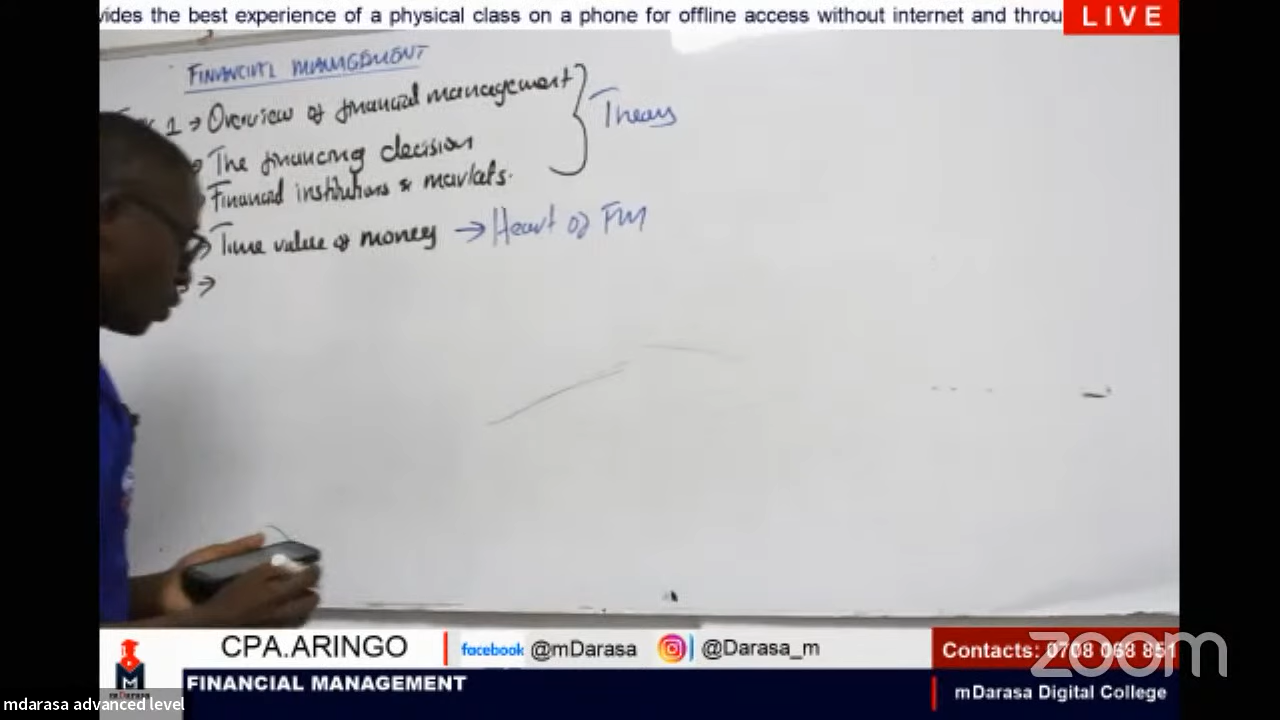 vides the best experience of a physical class on a phone for offline access without internet and throu
LIVE
FINANCIAL MANAGEMENT
1 → Overview of financial management
Theory
The financing decision
Financial institutions & markets.
→ Time value of money → Heart of FM
→
CPA.ARINGO
facebook @mDarasa
@Darasa_m
Contacts: 0708 068 851
zoom
mDarasa
FINANCIAL MANAGEMENT
mDarasa Digital College
mdarasa advanced level